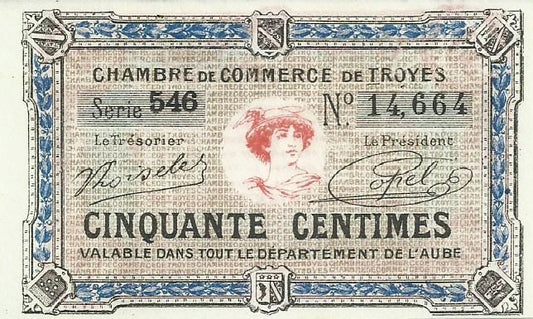 CHAMBRE DE COMMERCE DE TROYES
Serie 546 No. 14,664
Le Trésorier Le Président
CINQUANTE CENTIMES
VALABLE DANS TOUT LE DÉPARTEMENT DE L'AUBE